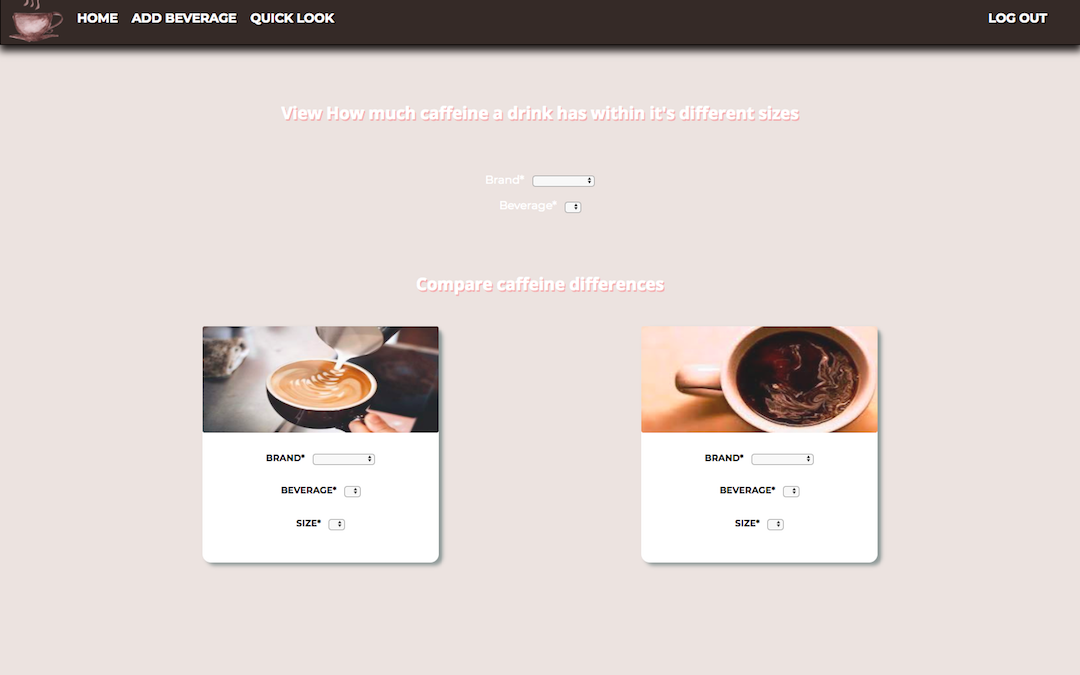 HOME ADD BEVERAGE QUICK LOOK LOG OUT
View How much caffeine a drink has within it's different sizes
Brand*
Beverage*
Compare caffeine differences
BRAND*
BEVERAGE*
SIZE*
BRAND*
BEVERAGE*
SIZE*